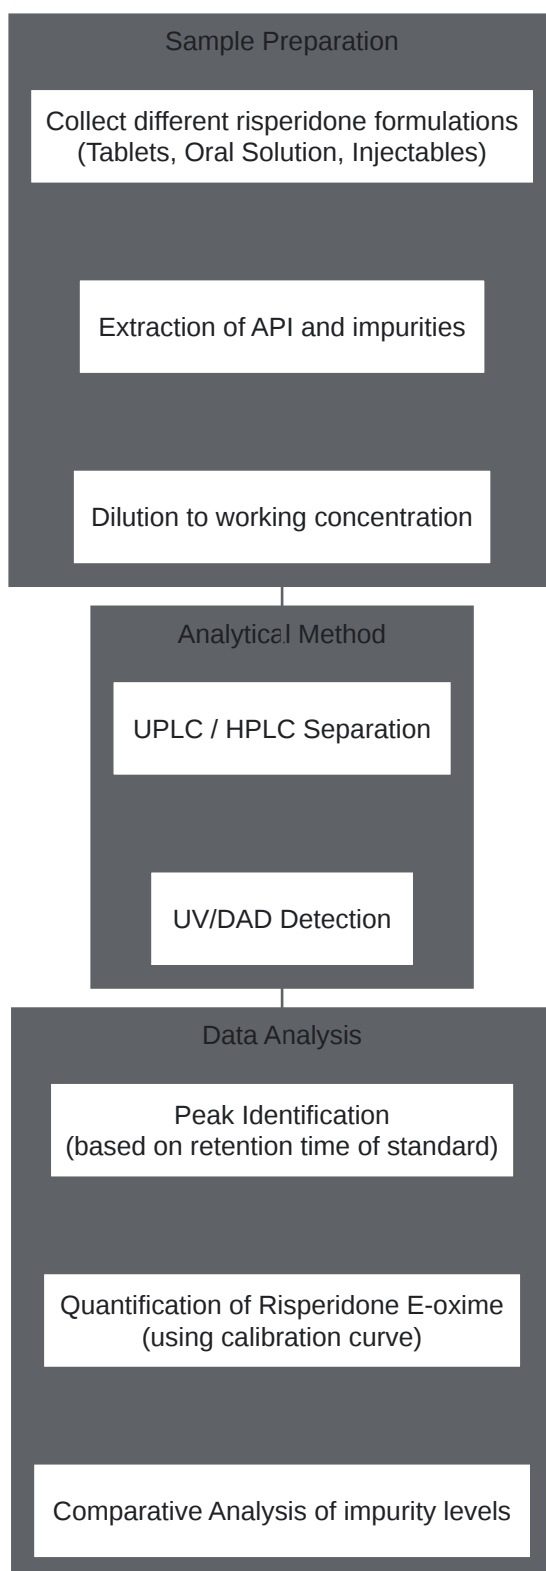 Sample Preparation
Collect different risperidone formulations
(Tablets, Oral Solution, Injectables)
Extraction of API and impurities
Dilution to working concentration
Analytical Method
UPLC / HPLC Separation
UV/DAD Detection
Data Analysis
Peak Identification
(based on retention time of standard)
Quantification of Risperidone E-oxime
(using calibration curve)
Comparative Analysis of impurity levels